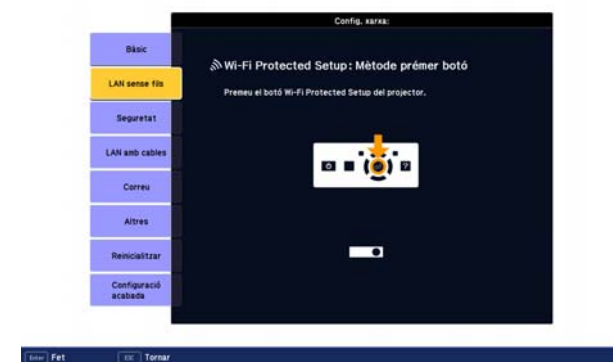 Config. xarxa:
Bàsic
LAN sense fils
Seguretat
LAN amb cables
Correu
Altres
Reinicialitzar
Configuració
acabada
Wi-Fi Protected Setup: Mètode prémer botó
Premeu el botó Wi-Fi Protected Setup del projector.
?
Enter Fet
ESC Tornar